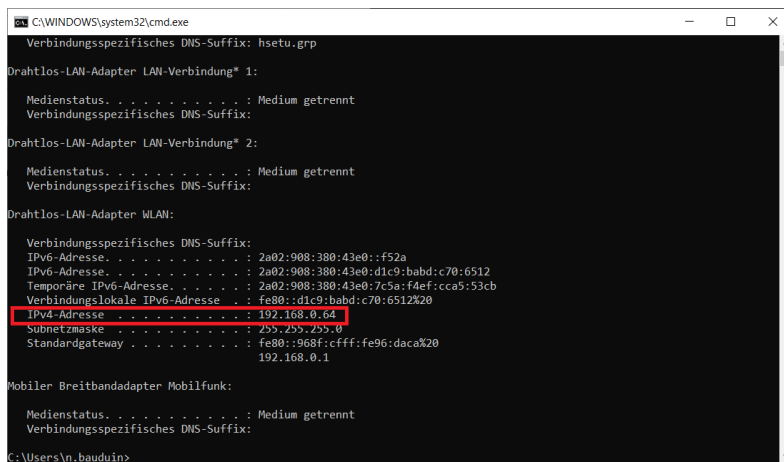 C:\WINDOWS\system32\cmd.exe
Verbindungsspezifisches DNS-Suffix: hsetu.grp
Drahtlos-LAN-Adapter LAN-Verbindung* 1:
Medienstatus. . . . . . . . . . . : Medium getrennt
Verbindungsspezifisches DNS-Suffix:
Drahtlos-LAN-Adapter LAN-Verbindung* 2:
Medienstatus. . . . . . . . . . . : Medium getrennt
Verbindungsspezifisches DNS-Suffix:
Drahtlos-LAN-Adapter WLAN:
Verbindungsspezifisches DNS-Suffix:
IPv6-Adresse. . . . . . . . . . . : 2a02:908:380:43e0::f52a
IPv6-Adresse. . . . . . . . . . . : 2a02:908:380:43e0:d1c9:babd:c70:6512
Temporäre IPv6-Adresse. . . . . . : 2a02:908:380:43e0:7c5a:f4ef:cca5:53cb
Verbindungslokale IPv6-Adresse  . : fe80::d1c9:babd:c70:6512%20
IPv4-Adresse  . . . . . . . . . . : 192.168.0.64
Subnetzmaske  . . . . . . . . . . : 255.255.255.0
Standardgateway . . . . . . . . . : fe80::968f:cfff:fe96:daca%20
192.168.0.1
Mobiler Breitbandadapter Mobilfunk:
Medienstatus. . . . . . . . . . . : Medium getrennt
Verbindungsspezifisches DNS-Suffix:
C:\Users\n.bauduin>